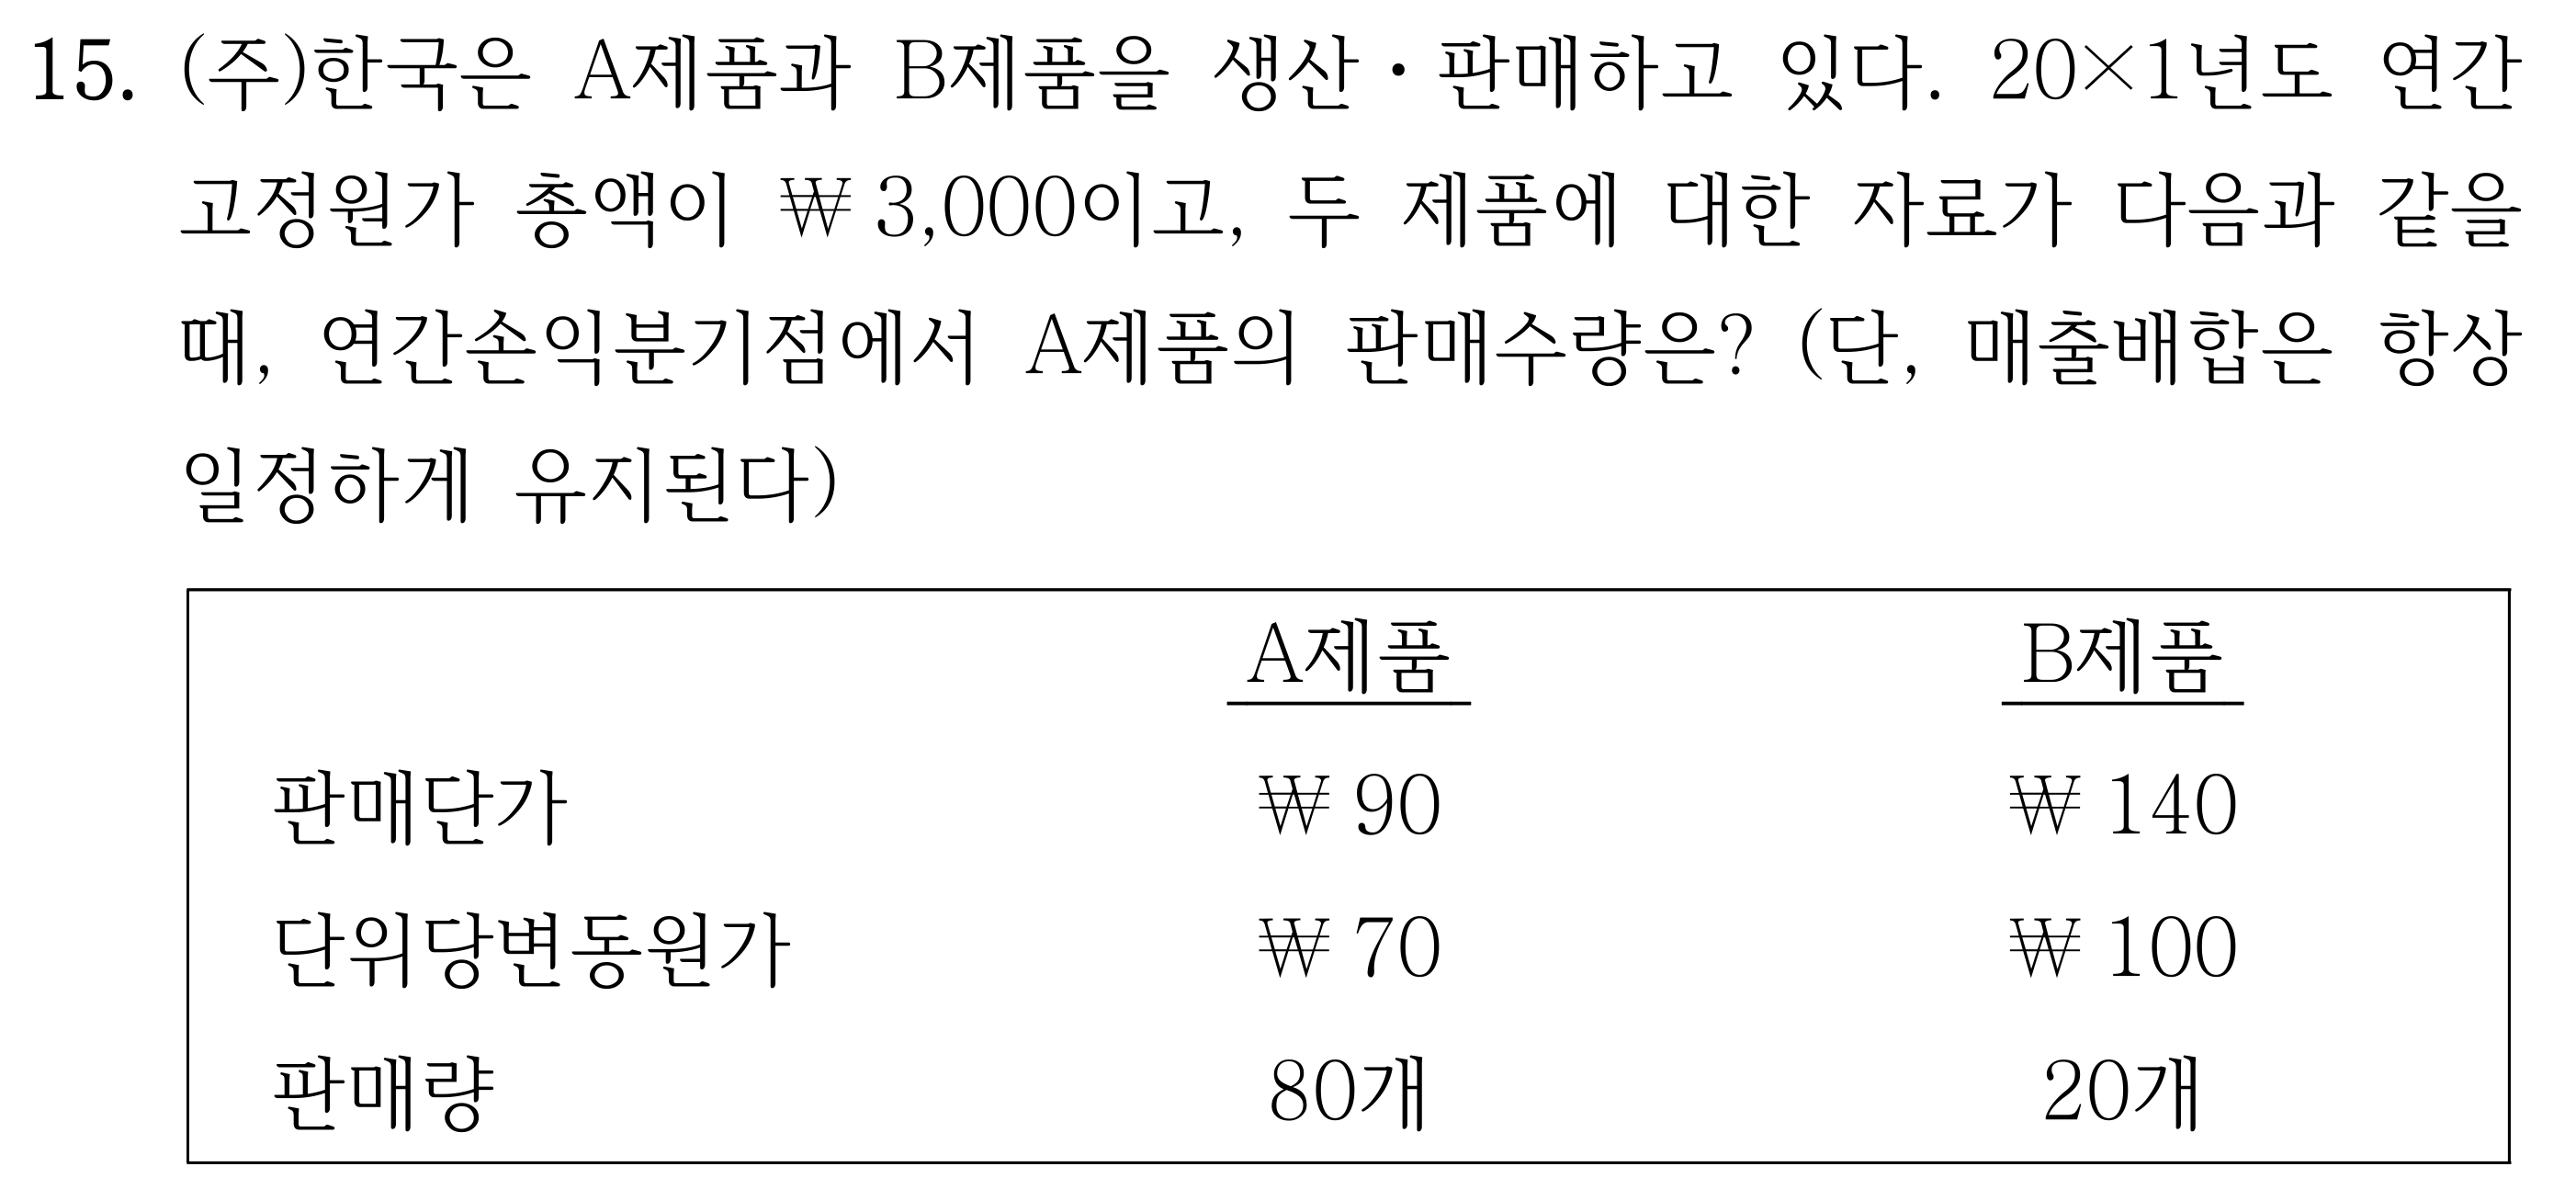 15. (주)한국은 A제품과 B제품을 생산・판매하고 있다. 20×1년도 연간
고정원가 총액이 ₩ 3,000이고, 두 제품에 대한 자료가 다음과 같을
때, 연간손익분기점에서 A제품의 판매수량은? (단, 매출배합은 항상
일정하게 유지된다)
A제품 B제품
판매단가 ₩ 90 ₩ 140
단위당변동원가 ₩ 70 ₩ 100
판매량 80개 20개